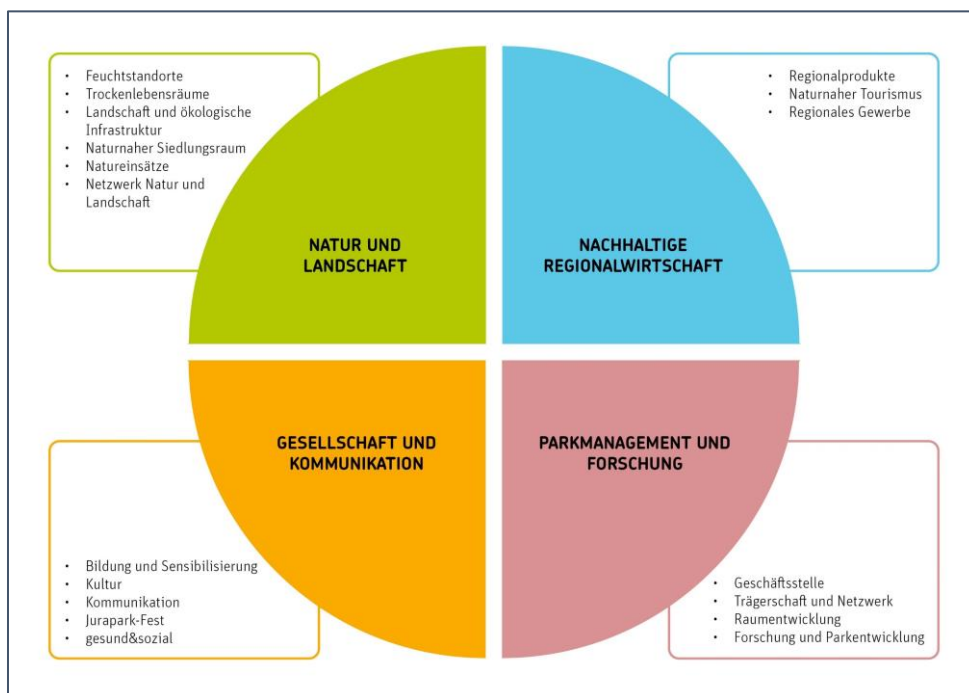 • Feuchtstandorte
• Trockenlebensräume
• Landschaft und ökologische
Infrastruktur
• Naturnaher Siedlungsraum
• Natureinsätze
• Netzwerk Natur und
Landschaft
NATUR UND
LANDSCHAFT
• Regionalprodukte
• Naturnaher Tourismus
• Regionales Gewerbe
NACHHALTIGE
REGIONALWIRTSCHAFT
GESELLSCHAFT UND
KOMMUNIKATION
• Bildung und Sensibilisierung
• Kultur
• Kommunikation
• Jurapark-Fest
• gesund&sozial
PARKMANAGEMENT UND
FORSCHUNG
• Geschäftsstelle
• Trägerschaft und Netzwerk
• Raumentwicklung
• Forschung und Parkentwicklung